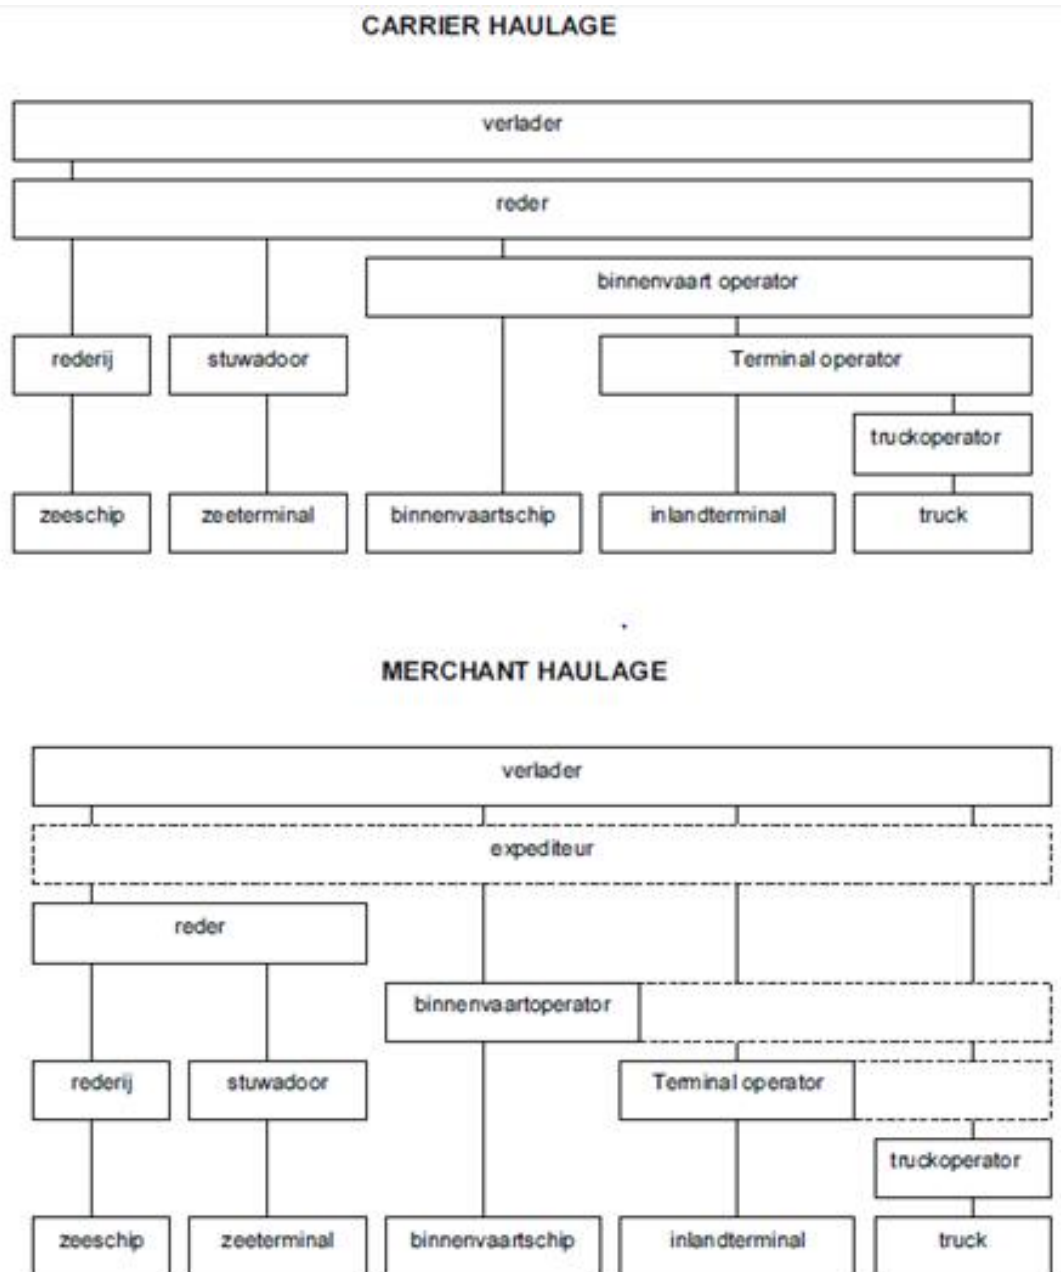 CARRIER HAULAGE
verlader
reder
binnenvaart operator
rederij stuwadoor Terminal operator
truckoperator
zeeschip zeeterminal binnenvaartschip inlandterminal truck
MERCHANT HAULAGE
verlader
expediteur
reder
binnenvaartoperator
rederij stuwadoor Terminal operator
truckoperator
zeeschip zeeterminal binnenvaartschip inlandterminal truck